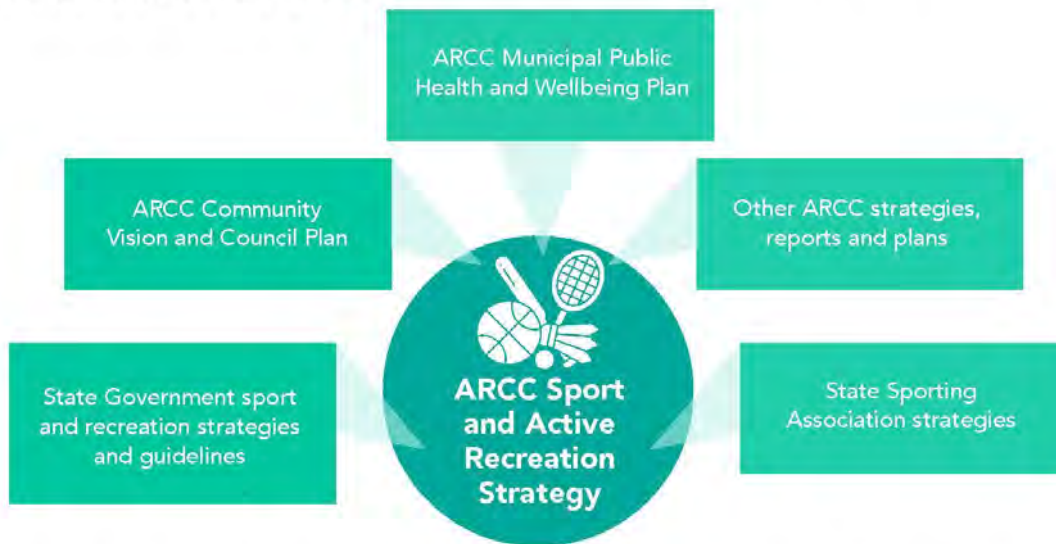 ARCC Municipal Public
Health and Wellbeing Plan
ARCC Community
Vision and Council Plan
Other ARCC strategies,
reports and plans
State Government sport
and recreation strategies
and guidelines
ARCC Sport
and Active
Recreation
Strategy
State Sporting
Association strategies